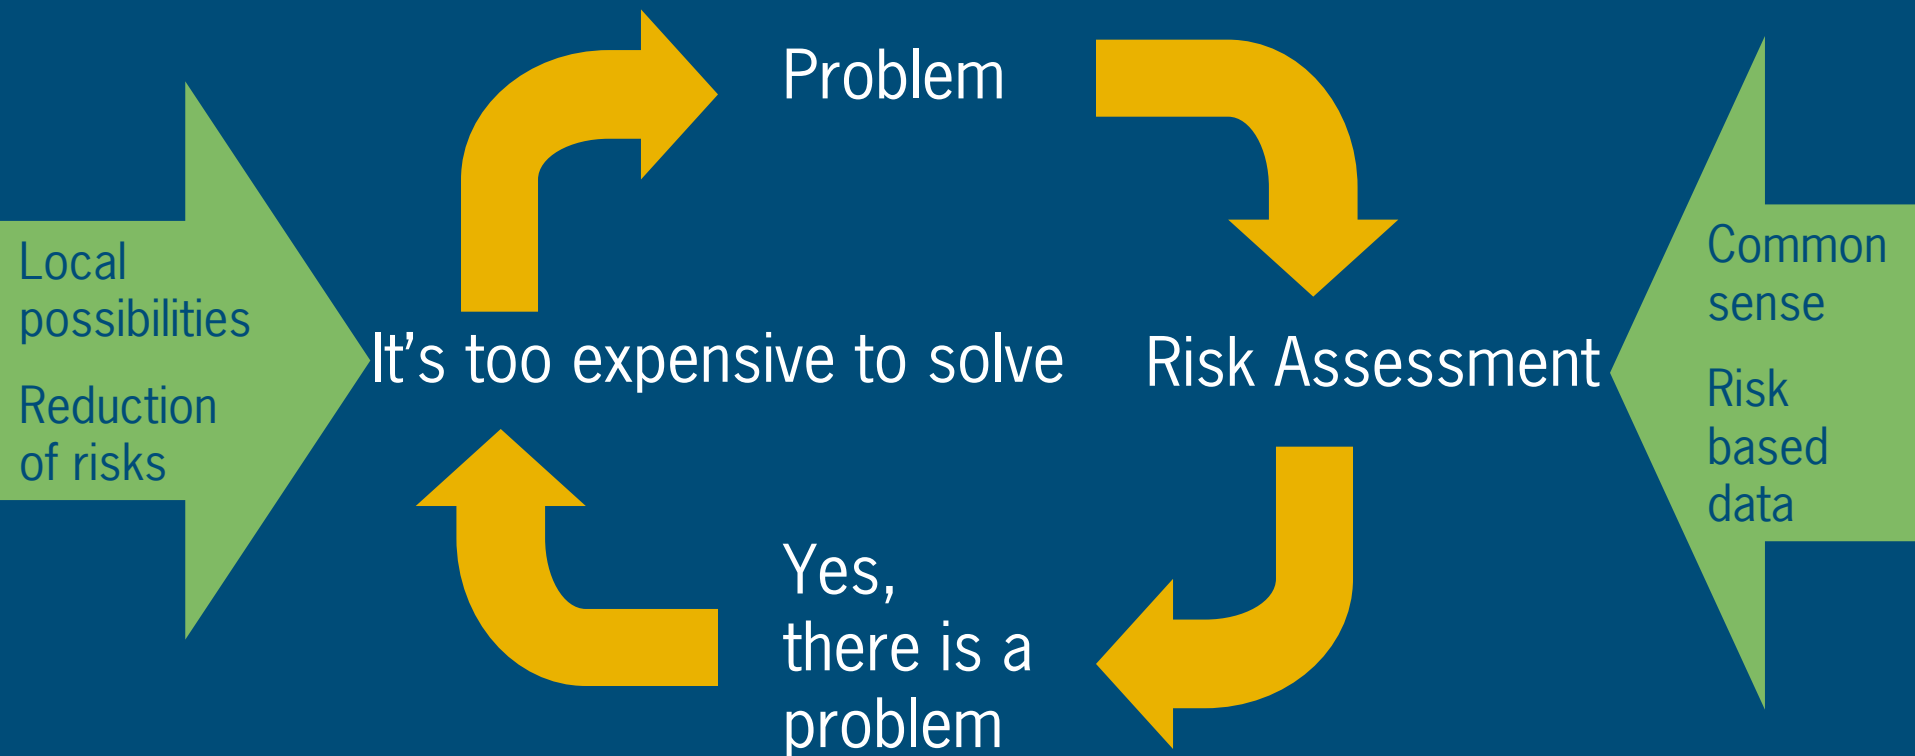 Problem
Local
possibilities
Reduction
of risks
It's too expensive to solve
Risk Assessment
Common
sense
Risk
based
data
Yes,
there is a
problem